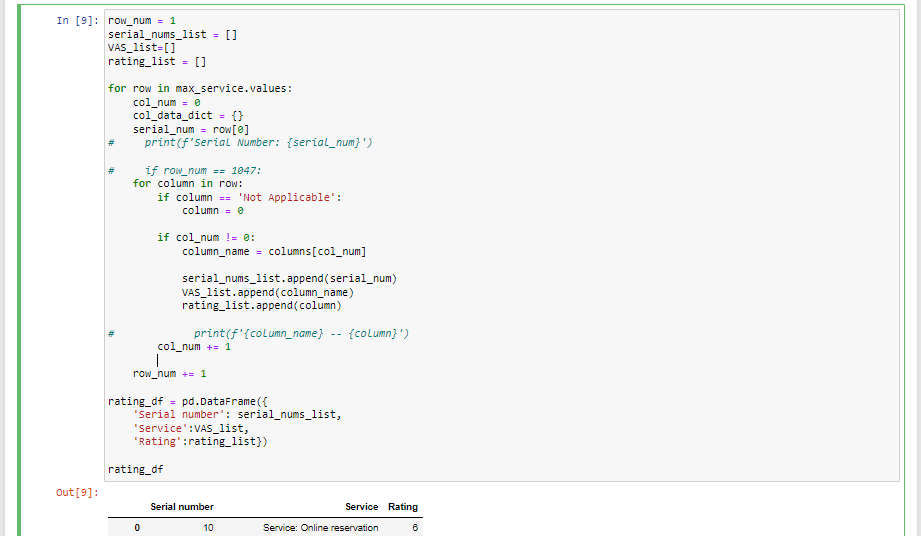 In [9]: row_num = 1
serial_nums_list = []
VAS_list=[]
rating_list = []
for row in max_service.values:
    col_num = 0
    col_data_dict = {}
    serial_num = row[0]
#     print(f'Serial Number: {serial_num}')
#     if row_num == 1047:
    for column in row:
        if column == 'Not Applicable':
            column = 0
        if col_num != 0:
            column_name = columns[col_num]
            serial_nums_list.append(serial_num)
            VAS_list.append(column_name)
            rating_list.append(column)
#             print(f'{column_name} -- {column}')
        col_num += 1
    row_num += 1
rating_df = pd.DataFrame({
    'Serial number': serial_nums_list,
    'Service':VAS_list,
    'Rating':rating_list})
rating_df
Out[9]:
Serial number Service Rating
0 10 Service: Online reservation 6